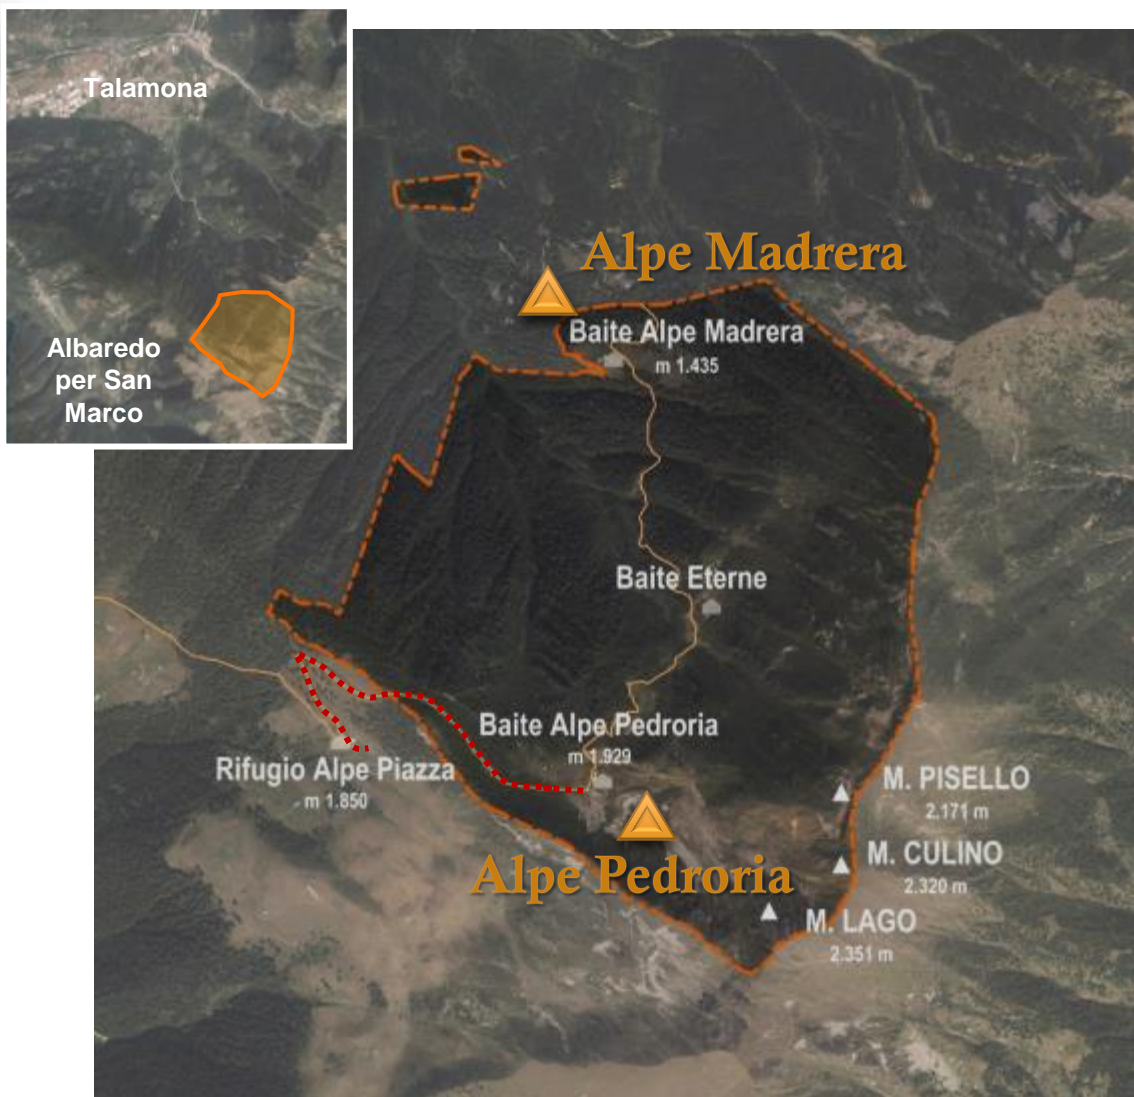 Talamona
Albaredo
per San
Marco
Alpe Madrera
Baite Alpe Madrera
m 1.435
Baite Eterne
Baite Alpe Pedroria
m 1.929
Rifugio Alpe Piazza
m 1.850
M. PISELLO
2.171 m
M. CULINO
2.320 m
Alpe Pedroria
M. LAGO
2.351 m